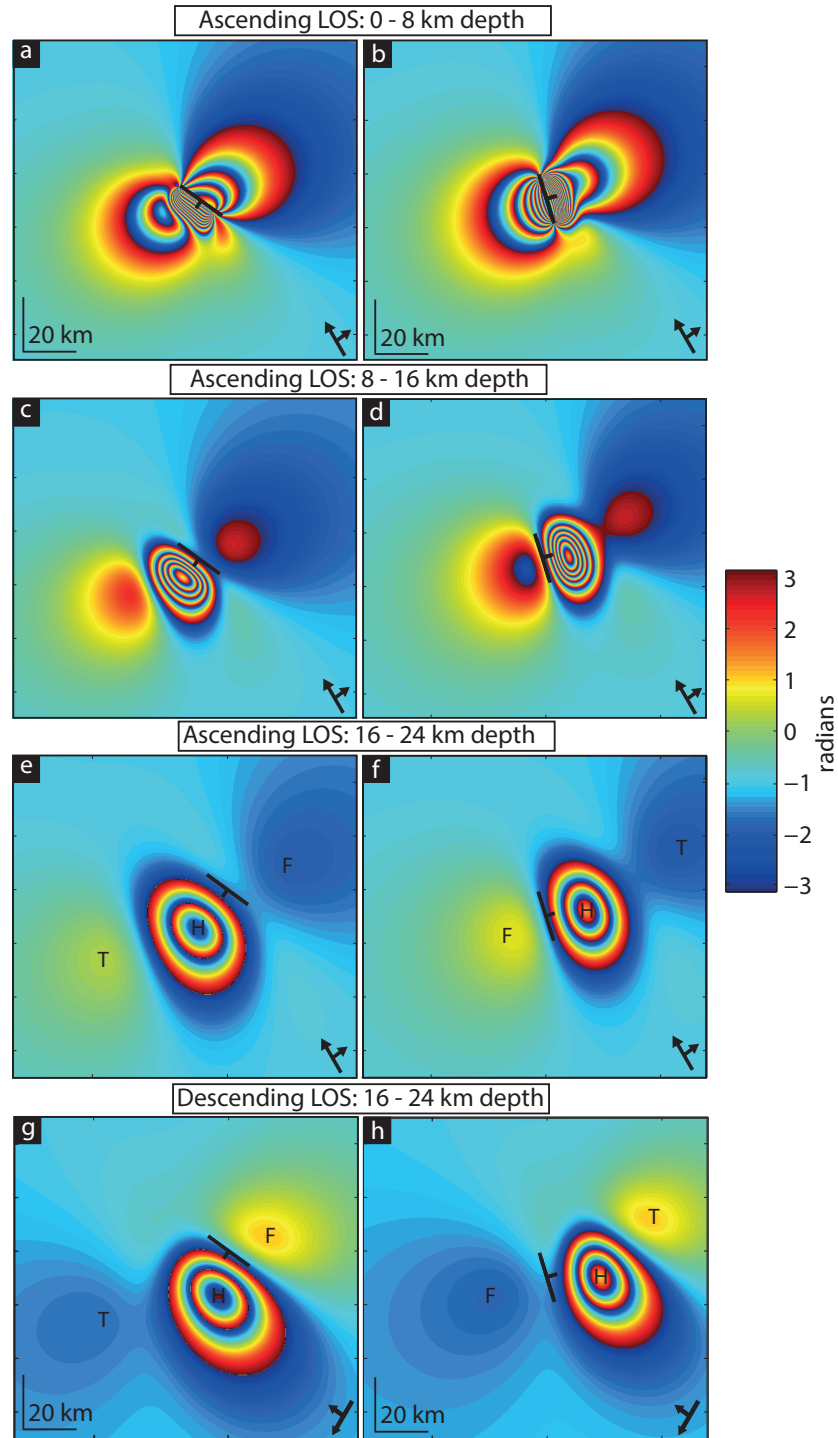 Ascending LOS: 0 - 8 km depth
a
b
20 km
20 km
Ascending LOS: 8 - 16 km depth
c
d
3
2
1
0
−1
−2
−3
radians
Ascending LOS: 16 - 24 km depth
e
f
F
H
T
T
H
F
Descending LOS: 16 - 24 km depth
g
h
F
H
T
T
H
F
20 km
20 km